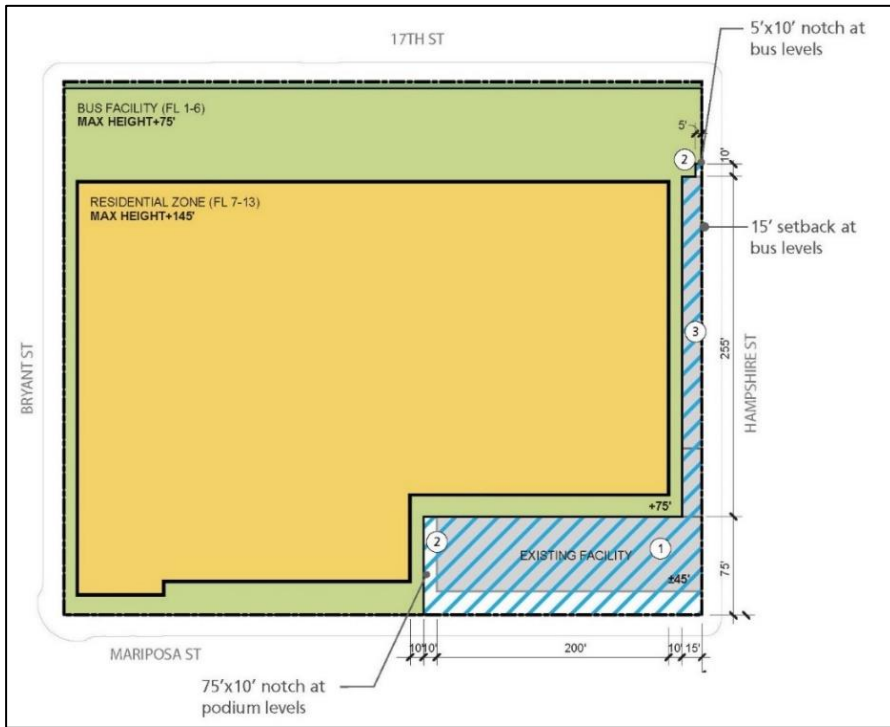 17TH ST
5'x10' notch at
bus levels
BUS FACILITY (FL 1-6)
MAX HEIGHT+75'
5'
10'
2
RESIDENTIAL ZONE (FL 7-13)
MAX HEIGHT+145'
15' setback at
bus levels
3
255'
BRYANT ST
HAMPSHIRE ST
+75'
2
1
EXISTING FACILITY
±45'
75'
10'
10'
200'
10'
15'
MARIPOSA ST
75'x10' notch at
podium levels